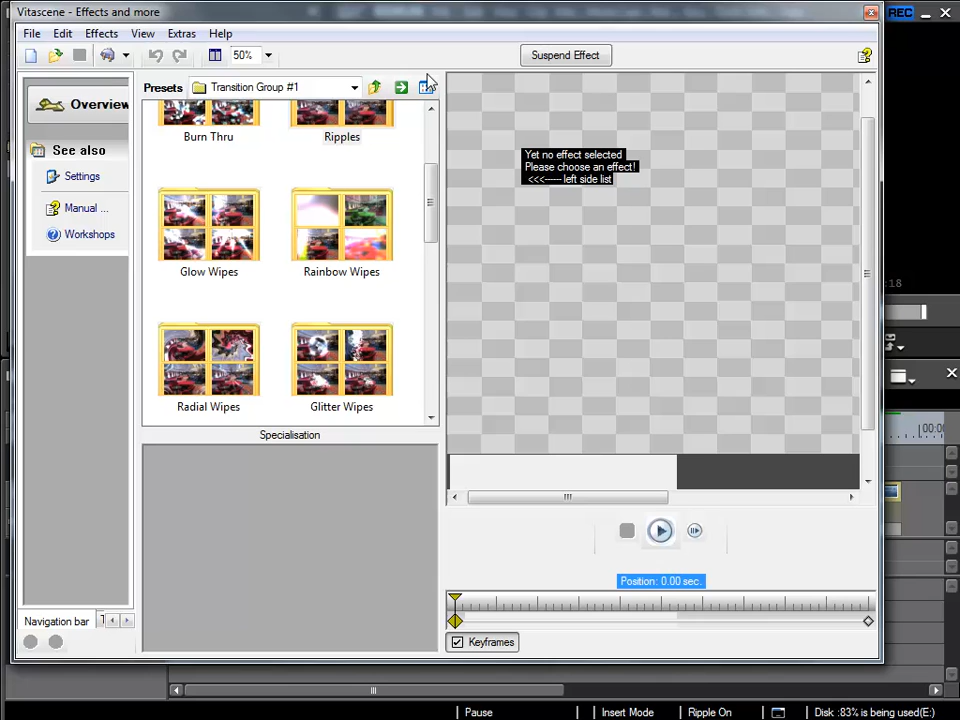 Vitascene - Effects and more
REC
File Edit Effects View Extras Help
50%
Suspend Effect
Overview
Presets Transition Group #1
See also
Settings
Manual ...
Workshops
Burn Thru Ripples
Yet no effect selected
Please choose an effect!
<<<----- left side list
Glow Wipes Rainbow Wipes
:18
Radial Wipes Glitter Wipes
00:0
Specialisation
Position: 0.00 sec.
Navigation bar
Keyframes
Pause Insert Mode Ripple On Disk :83% is being used(E:)